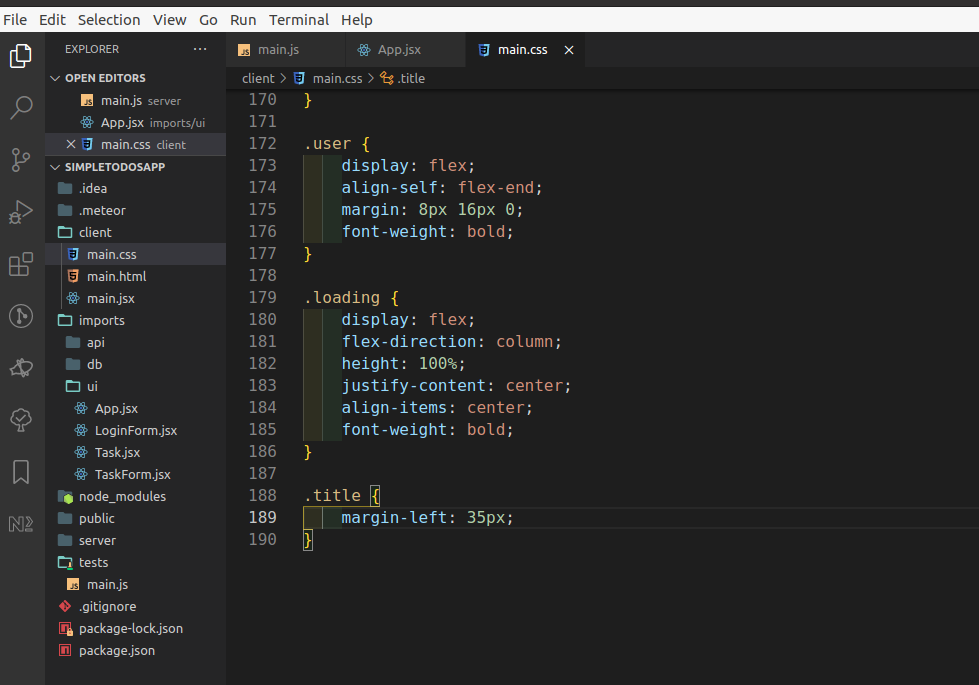 File Edit Selection View Go Run Terminal Help
EXPLORER ···
OPEN EDITORS
main.js server
App.jsx imports/ui
main.css client
SIMPLETODOSAPP
.idea
.meteor
client
main.css
main.html
main.jsx
imports
api
db
ui
App.jsx
LoginForm.jsx
Task.jsx
TaskForm.jsx
node_modules
public
server
tests
main.js
.gitignore
package-lock.json
package.json
main.js App.jsx main.css
client > main.css > .title
170 }
171
172 .user {
173 display: flex;
174 align-self: flex-end;
175 margin: 8px 16px 0;
176 font-weight: bold;
177 }
178
179 .loading {
180 display: flex;
181 flex-direction: column;
182 height: 100%;
183 justify-content: center;
184 align-items: center;
185 font-weight: bold;
186 }
187
188 .title {
189 margin-left: 35px;
190 }